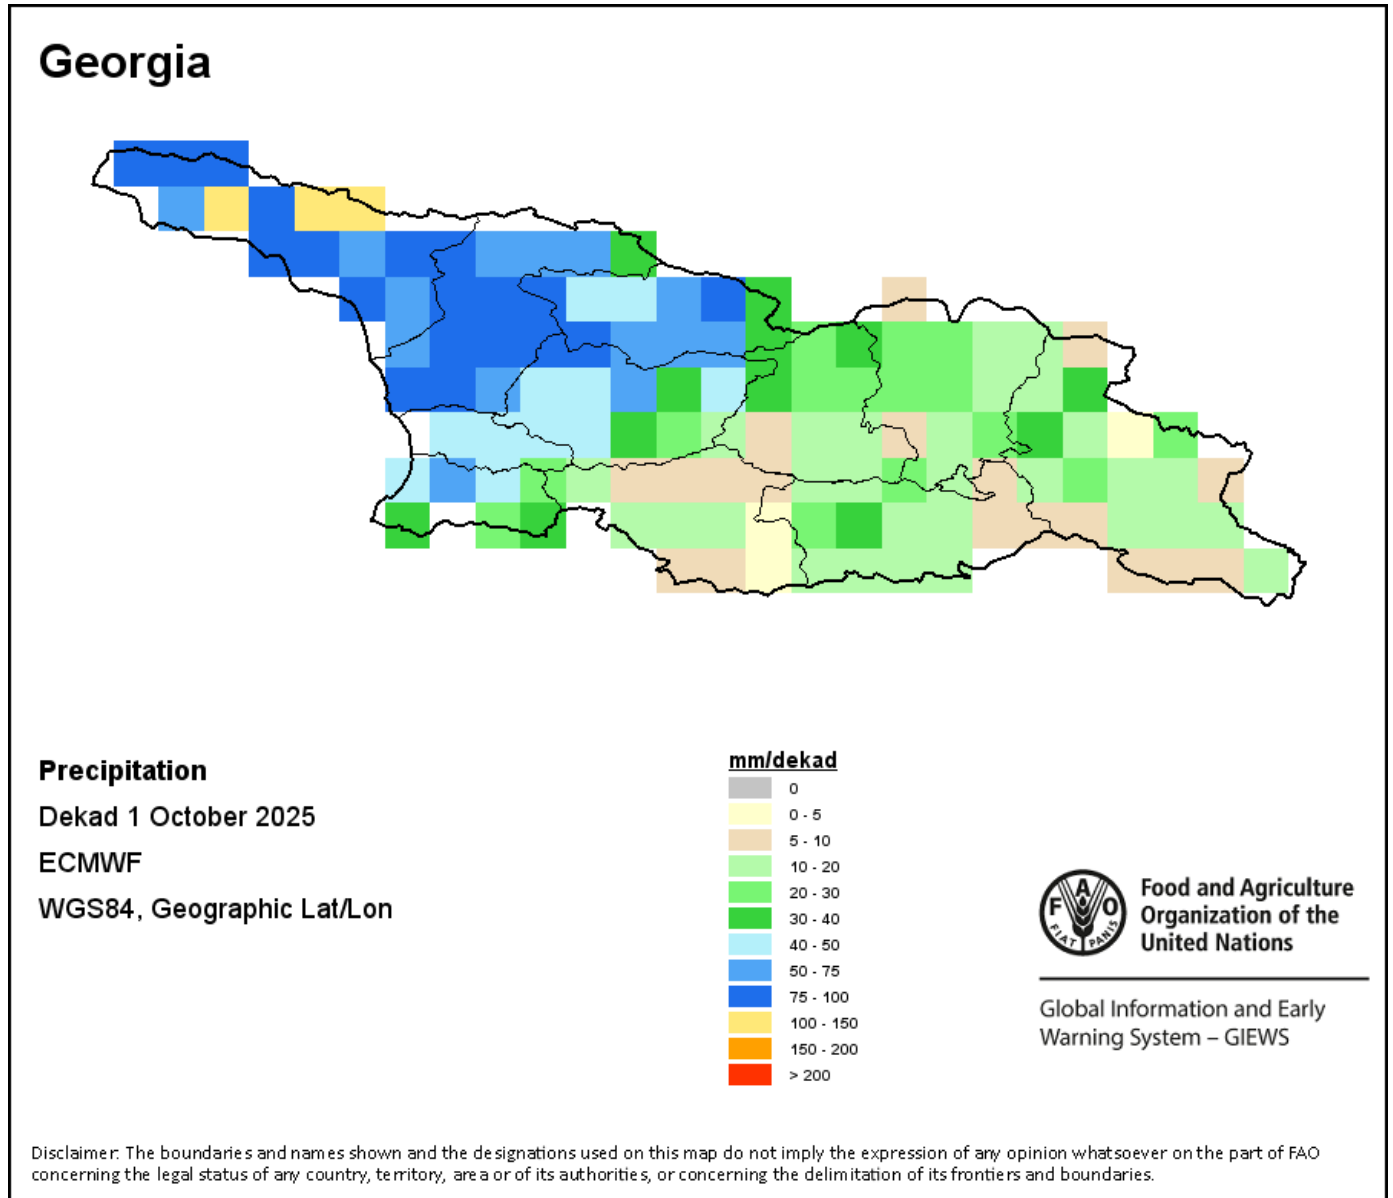 Georgia
Precipitation
Dekad 1 October 2025
ECMWF
WGS84, Geographic Lat/Lon
mm/dekad
0
0 - 5
5 - 10
10 - 20
20 - 30
30 - 40
40 - 50
50 - 75
75 - 100
100 - 150
150 - 200
> 200
F A O
FIAT PANIS
Food and Agriculture
Organization of the
United Nations
Global Information and Early
Warning System – GIEWS
Disclaimer: The boundaries and names shown and the designations used on this map do not imply the expression of any opinion whatsoever on the part of FAO
concerning the legal status of any country, territory, area or of its authorities, or concerning the delimitation of its frontiers and boundaries.